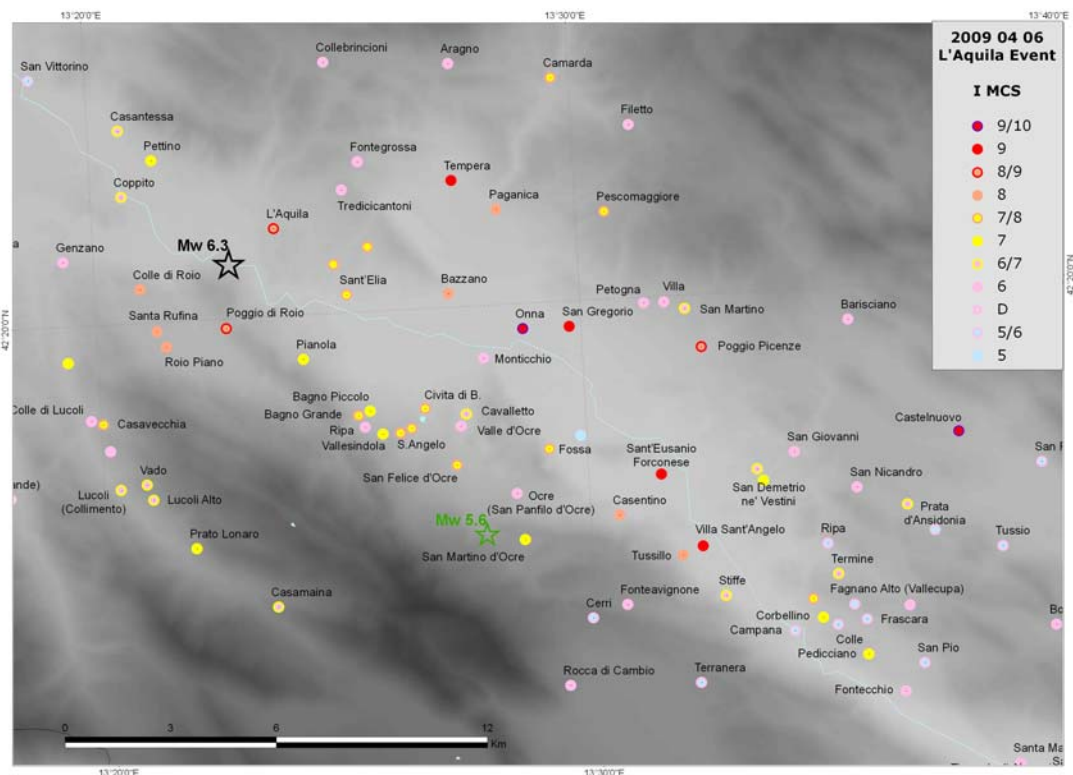 13°20'0"E
13°30'0"E
13°40'0"E
2009 04 06
L'Aquila Event
I MCS
9/10
9
8/9
8
7/8
7
6/7
6
D
5/6
5
Collebrincioni
Aragno
San Vittorino
Camarda
Filetto
Casantessa
Pettino
Fontegrossa
Tempera
Coppito
Tredicicantoni
Paganica
Pescomaggiore
L'Aquila
Mw 6.3
a
Genzano
Colle di Roio
Sant'Elia
Bazzano
Petogna
Villa
San Martino
Barisciano
42°20'0"N
42°20'0"N
Santa Rufina
Poggio di Roio
Onna
San Gregorio
Roio Piano
Pianola
Monticchio
Poggio Picenze
Bagno Piccolo
Civita di B.
Colle di Lucoli
Casavecchia
Bagno Grande
Cavalletto
Ripa
Valle d'Ocre
Castelnuovo
Vallesindola
S.Angelo
Fossa
Sant'Eusanio
Forconese
San Giovanni
San P
Vado
San Felice d'Ocre
San Demetrio
ne' Vestini
San Nicandro
ande)
Lucoli
(Collimento)
Lucoli Alto
Ocre
(San Panfilo d'Ocre)
Casentino
Prata
d'Ansidonia
Mw 5.6
Villa Sant'Angelo
Ripa
Tussio
Prato Lonaro
San Martino d'Ocre
Tussillo
Termine
Casamaina
Fonteavignone
Stiffe
Fagnano Alto (Vallecupa)
Cerri
Corbellino
Frascara
Bo
Campana
Colle
Pedicciano
San Pio
Rocca di Cambio
Terranera
Fontecchio
0
3
6
12
Km
Santa Ma
13°20'0"E
13°30'0"E